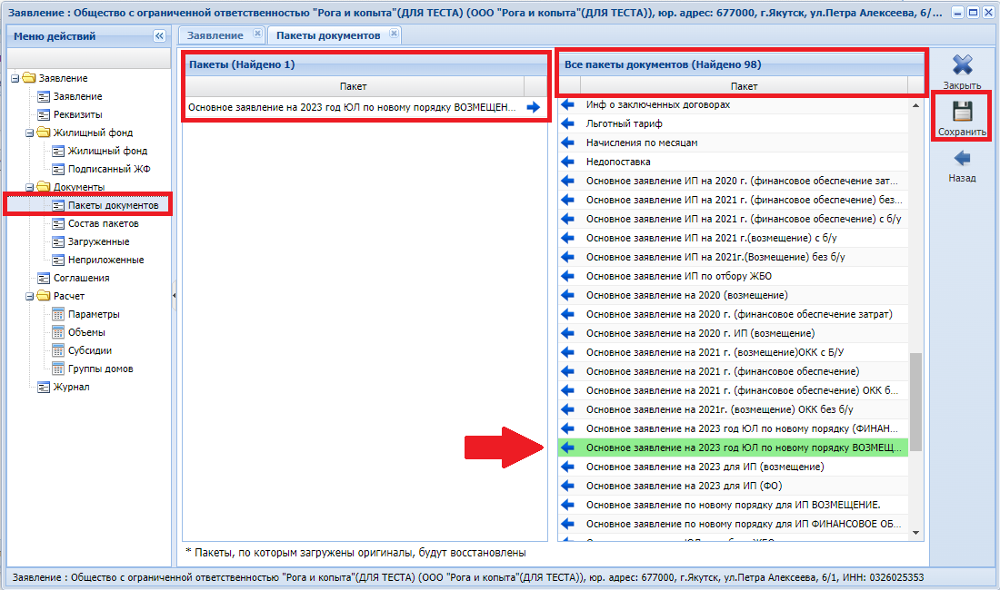 Заявление : Общество с ограниченной ответственностью "Рога и копыта"(ДЛЯ ТЕСТА) (ООО "Рога и копыта"(ДЛЯ ТЕСТА)), юр. адрес: 677000, г.Якутск, ул.Петра Алексеева, 6/...
Меню действий
Заявление
Заявление
Реквизиты
Жилищный фонд
Жилищный фонд
Подписанный ЖФ
Документы
Пакеты документов
Состав пакетов
Загруженные
Неприложенные
Соглашения
Расчет
Параметры
Объемы
Субсидии
Группы домов
Журнал
Заявление
Пакеты документов
Пакеты (Найдено 1)
Пакет
Основное заявление на 2023 год ЮЛ по новому порядку ВОЗМЕЩЕН...
Все пакеты документов (Найдено 98)
Пакет
Инф о заключенных договорах
Льготный тариф
Начисления по месяцам
Недопоставка
Основное заявление ИП на 2020 г. (финансовое обеспечение зат...
Основное заявление ИП на 2021 г. (финансовое обеспечение) без...
Основное заявление ИП на 2021 г. (финансовое обеспечение) с б/у
Основное заявление ИП на 2021 г.(возмещение) с б/у
Основное заявление ИП на 2021г.(Возмещение) без б/у
Основное заявление ИП по отбору ЖБО
Основное заявление на 2020 (возмещение)
Основное заявление на 2020 г. (финансовое обеспечение затрат)
Основное заявление на 2020 г. ИП (возмещение)
Основное заявление на 2021 г. (возмещение)ОКК с Б/У
Основное заявление на 2021 г. (финансовое обеспечение)
Основное заявление на 2021 г. (финансовое обеспечение) ОКК б...
Основное заявление на 2021г. (возмещение) ОКК без б/у
Основное заявление на 2023 год ЮЛ по новому порядку (ФИНАН...
Основное заявление на 2023 год ЮЛ по новому порядку ВОЗМЕЩ...
Основное заявление на 2023 для ИП (возмещение)
Основное заявление на 2023 для ИП (ФО)
Основное заявление по новому порядку для ИП ВОЗМЕЩЕНИЕ.
Основное заявление по новому порядку для ИП ФИНАНСОВОЕ ОБ...
Закрыть
Сохранить
Назад
* Пакеты, по которым загружены оригиналы, будут восстановлены
Заявление : Общество с ограниченной ответственностью "Рога и копыта"(ДЛЯ ТЕСТА) (ООО "Рога и копыта"(ДЛЯ ТЕСТА)), юр. адрес: 677000, г.Якутск, ул.Петра Алексеева, 6/1, ИНН: 0326025353